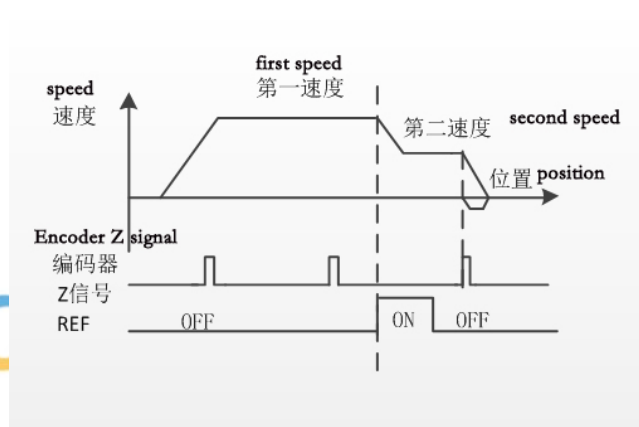 first speed
第一速度
speed
速度
第二速度 second speed
位置 position
Encoder Z signal
编码器
Z信号
REF OFF ON OFF